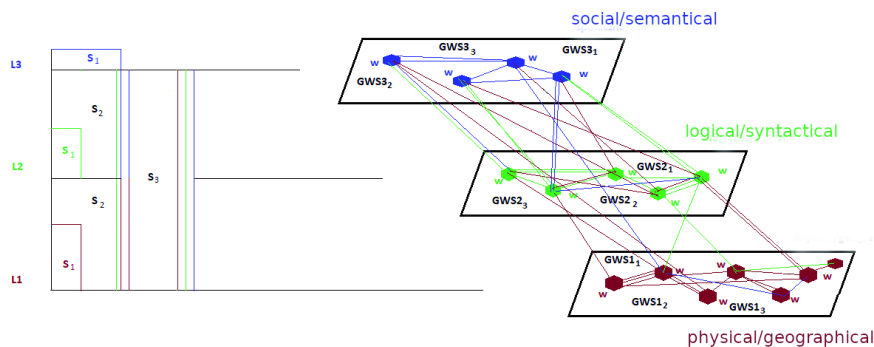 social/semantical
GWS3₃
GWS3₁
w
w
w
w
GWS3₂
L3
S₁
S₂
logical/syntactical
S₁
L2
S₃
GWS2₁
w
w
w
w
w
GWS2₃
GWS2₂
S₂
GWS1₁
w
w
w
w
w
w
GWS1₂
GWS1₃
S₁
L1
physical/geographical